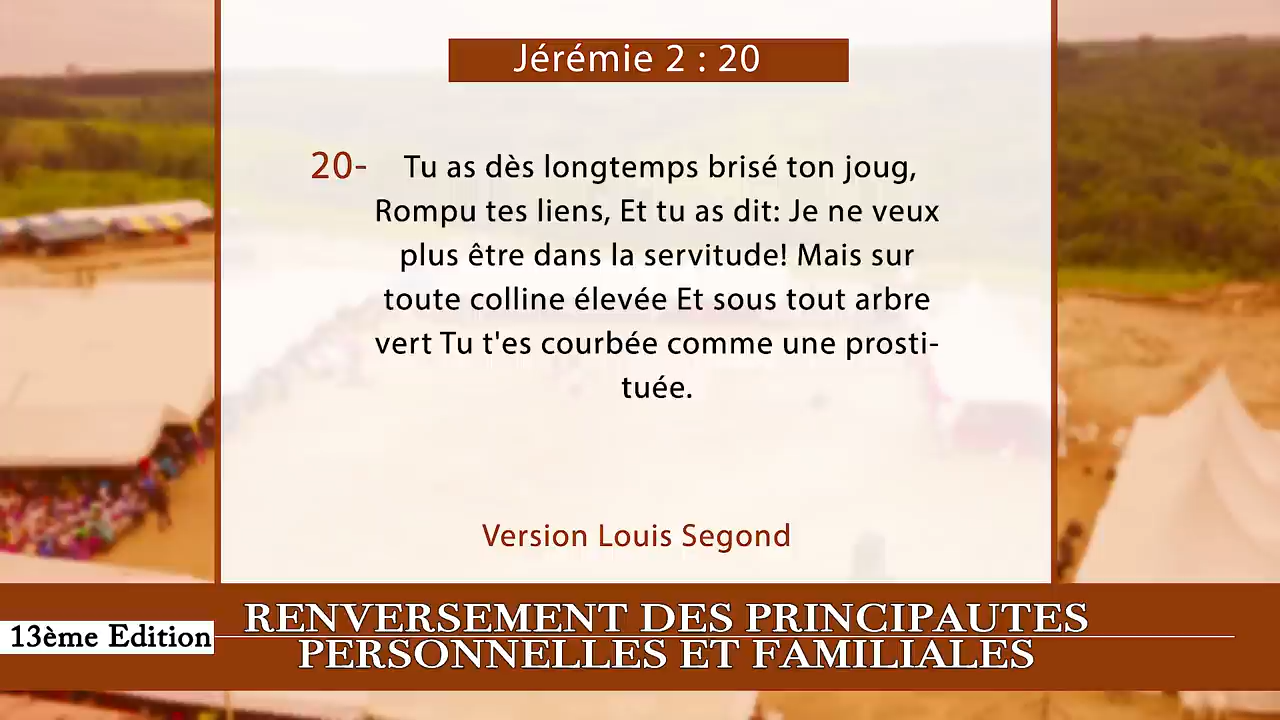 Jérémie 2 : 20
20- Tu as dès longtemps brisé ton joug,
Rompu tes liens, Et tu as dit: Je ne veux
plus être dans la servitude! Mais sur
toute colline élevée Et sous tout arbre
vert Tu t'es courbée comme une prosti-
tuée.
Version Louis Segond
13ème Edition
RENVERSEMENT DES PRINCIPAUTES
PERSONNELLES ET FAMILIALES